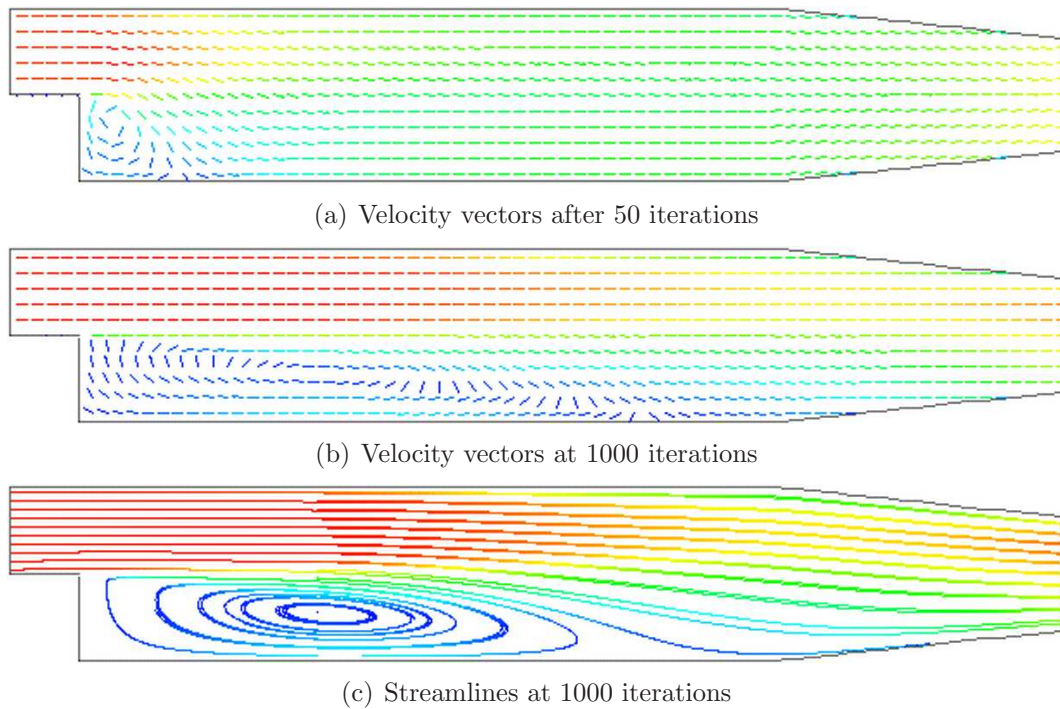 (a) Velocity vectors after 50 iterations
(b) Velocity vectors at 1000 iterations
(c) Streamlines at 1000 iterations